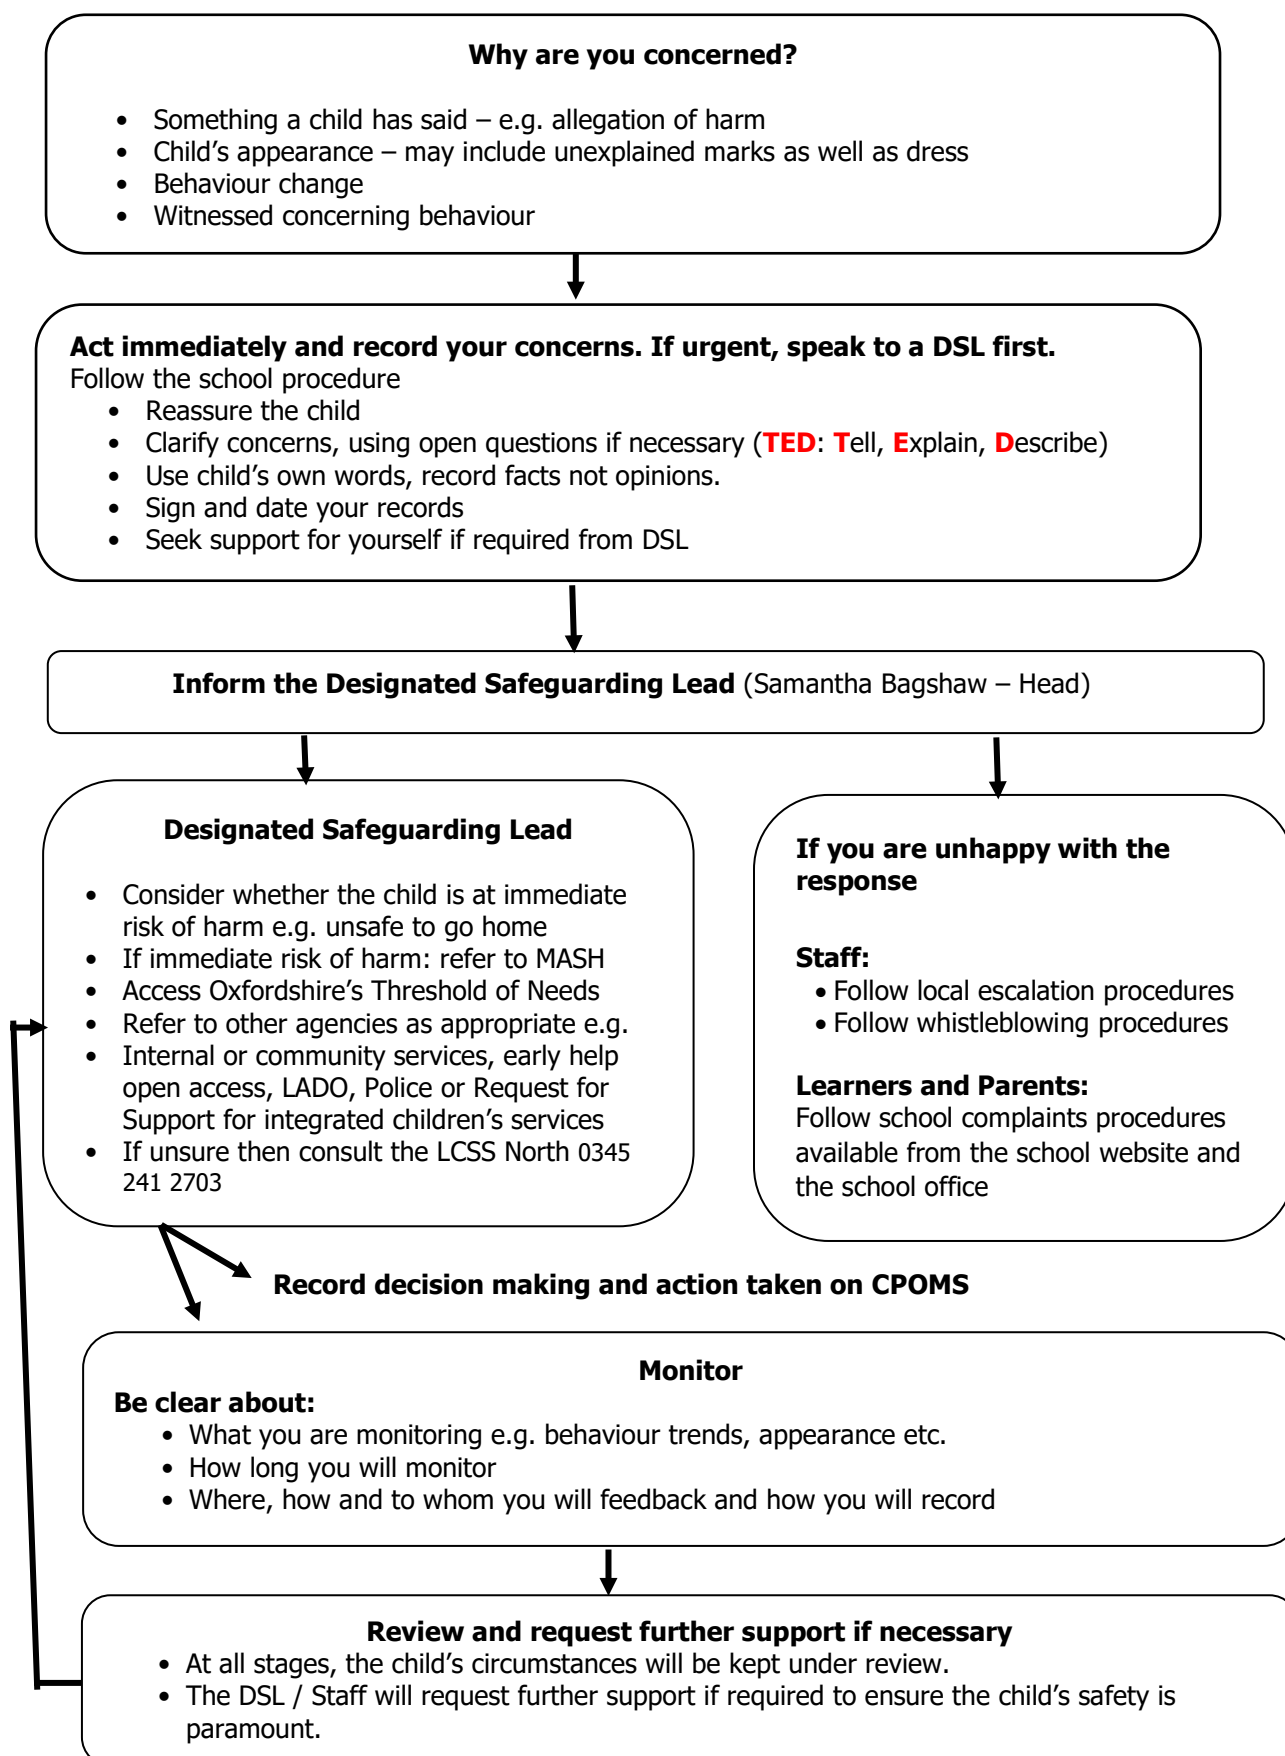 Why are you concerned?
• Something a child has said – e.g. allegation of harm
• Child’s appearance – may include unexplained marks as well as dress
• Behaviour change
• Witnessed concerning behaviour
Act immediately and record your concerns. If urgent, speak to a DSL first.
Follow the school procedure
• Reassure the child
• Clarify concerns, using open questions if necessary (TED: Tell, Explain, Describe)
• Use child’s own words, record facts not opinions.
• Sign and date your records
• Seek support for yourself if required from DSL
Inform the Designated Safeguarding Lead (Samantha Bagshaw – Head)
Designated Safeguarding Lead
• Consider whether the child is at immediate
risk of harm e.g. unsafe to go home
• If immediate risk of harm: refer to MASH
• Access Oxfordshire’s Threshold of Needs
• Refer to other agencies as appropriate e.g.
• Internal or community services, early help
open access, LADO, Police or Request for
Support for integrated children’s services
• If unsure then consult the LCSS North 0345
241 2703
If you are unhappy with the
response
Staff:
• Follow local escalation procedures
• Follow whistleblowing procedures
Learners and Parents:
Follow school complaints procedures
available from the school website and
the school office
Record decision making and action taken on CPOMS
Monitor
Be clear about:
• What you are monitoring e.g. behaviour trends, appearance etc.
• How long you will monitor
• Where, how and to whom you will feedback and how you will record
Review and request further support if necessary
• At all stages, the child’s circumstances will be kept under review.
• The DSL / Staff will request further support if required to ensure the child’s safety is
paramount.